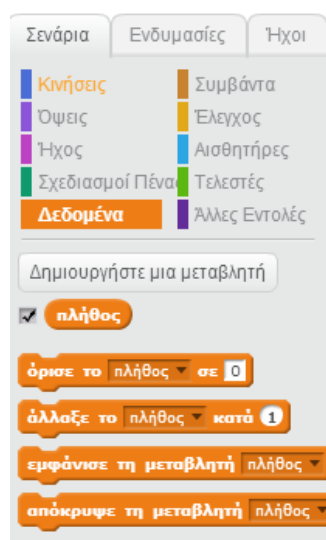 Σενάρια Ενδυμασίες Ήχοι
Κινήσεις Συμβάντα
Όψεις Έλεγχος
Ήχος Αισθητήρες
Σχεδιασμοί Πένας Τελεστές
Δεδομένα Άλλες Εντολές
Δημιουργήστε μια μεταβλητή
πλήθος
όρισε το πλήθος σε 0
άλλαξε το πλήθος κατά 1
εμφάνισε τη μεταβλητή πλήθος
απόκρυψε τη μεταβλητή πλήθος